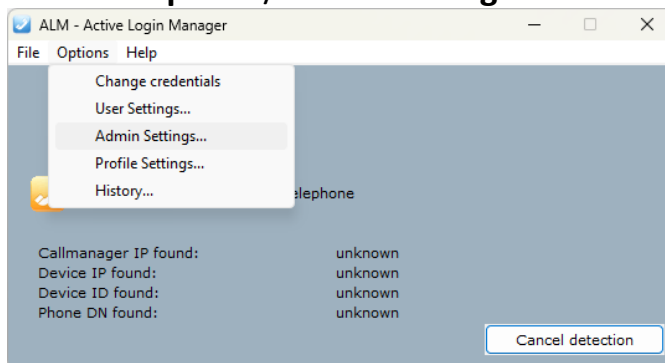 ALM - Active Login Manager
File Options Help
Change credentials
User Settings...
Admin Settings...
Profile Settings...
History...
elephone
Callmanager IP found: unknown
Device IP found: unknown
Device ID found: unknown
Phone DN found: unknown
Cancel detection